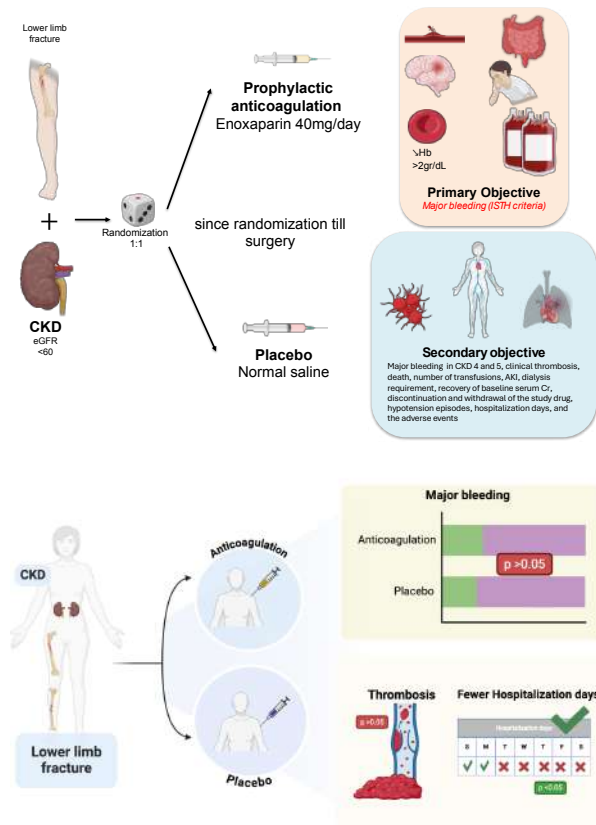 Lower limb
fracture
Prophylactic
anticoagulation
Enoxaparin 40mg/day
↘Hb
>2gr/dL
Primary Objective
Major bleeding (ISTH criteria)
Randomization
1:1
since randomization till
surgery
CKD
eGFR
<60
Placebo
Normal saline
Secondary objective
Major bleeding in CKD 4 and 5, clinical thrombosis,
death, number of transfusions, AKI, dialysis
requirement, recovery of baseline serum Cr,
discontinuation and withdrawal of the study drug,
hypotension episodes, hospitalization days, and
the adverse events
CKD
Lower limb
fracture
Anticoagulation
Placebo
Major bleeding
Anticoagulation
p >0.05
Placebo
Thrombosis
p >0.05
Fewer Hospitalization days
Hospitalization days
S M T W T F S
p <0.05